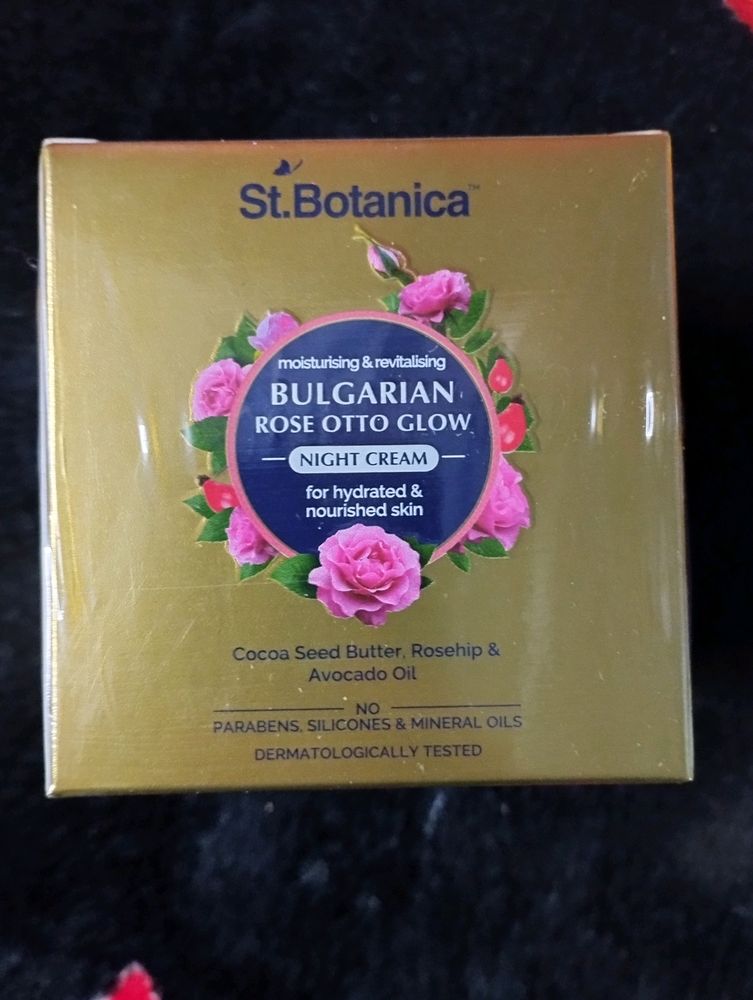 St.Botanica™
moisturising & revitalising
BULGARIAN
ROSE OTTO GLOW
NIGHT CREAM
for hydrated &
nourished skin
Cocoa Seed Butter, Rosehip &
Avocado Oil
NO
PARABENS, SILICONES & MINERAL OILS
DERMATOLOGICALLY TESTED